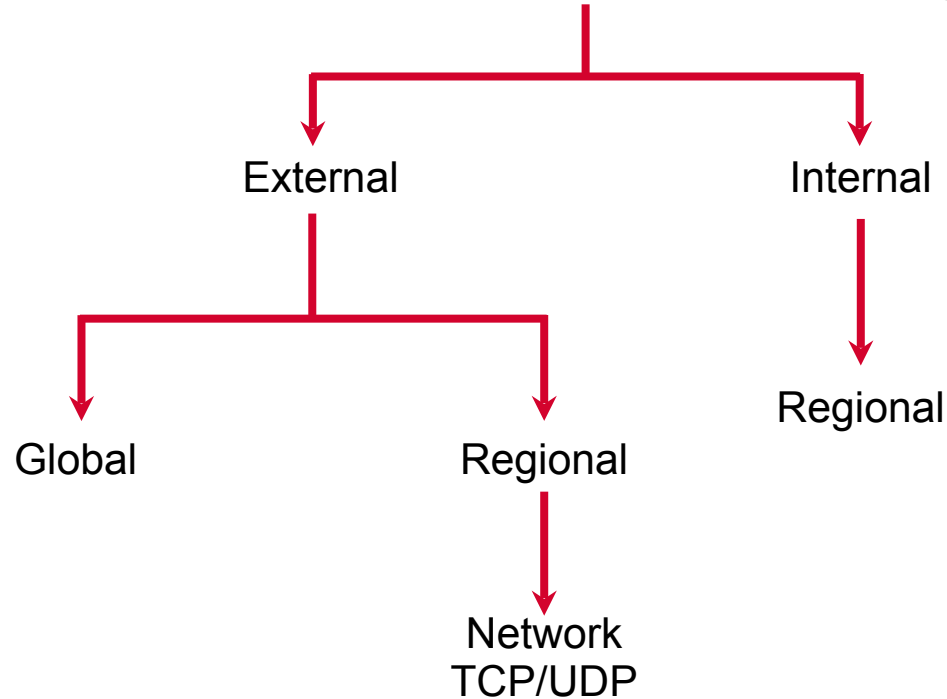 External
Internal
Regional
Global
Regional
Network
TCP/UDP